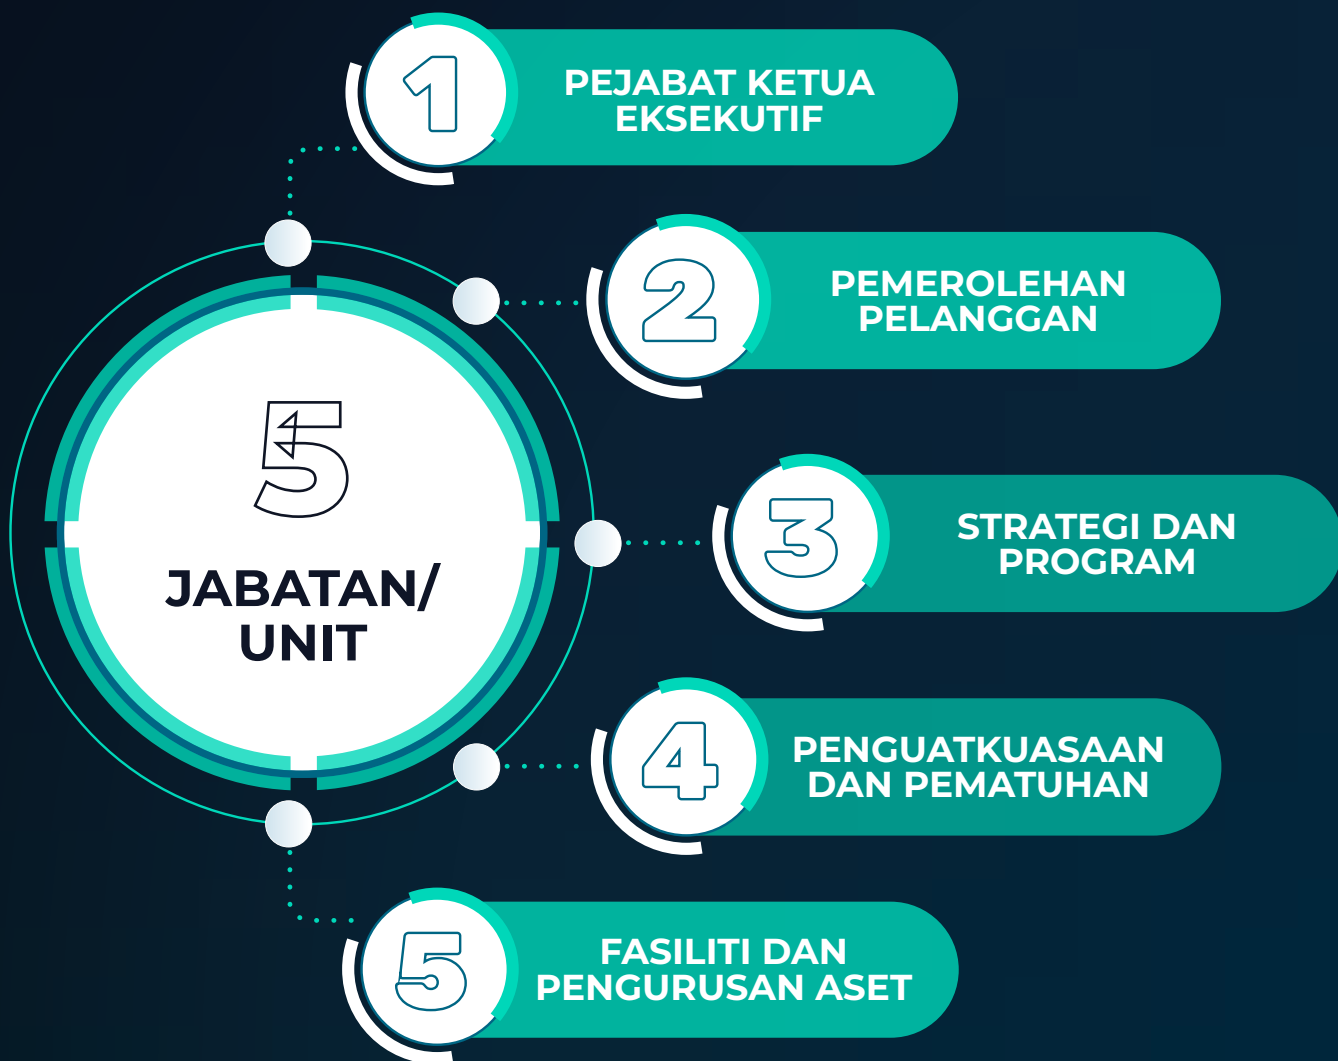 1
PEJABAT KETUA
EKSEKUTIF
2
PEMEROLEHAN
PELANGGAN
5
JABATAN/
UNIT
3
STRATEGI DAN
PROGRAM
4
PENGUATKUASAAN
DAN PEMATUHAN
5
FASILITI DAN
PENGURUSAN ASET